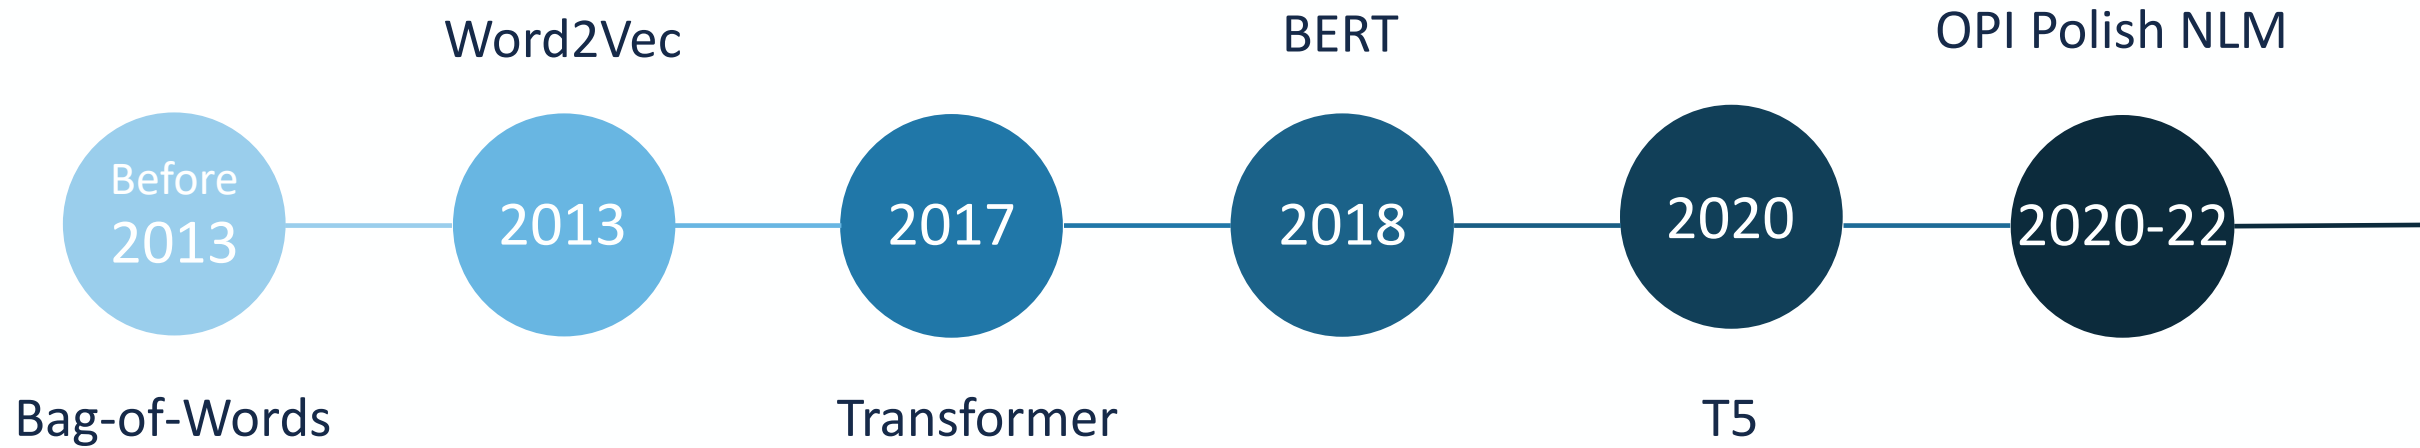 Word2Vec
BERT
OPI Polish NLM
Before
2013
2013
2017
2018
2020
2020-22
Bag-of-Words
Transformer
T5